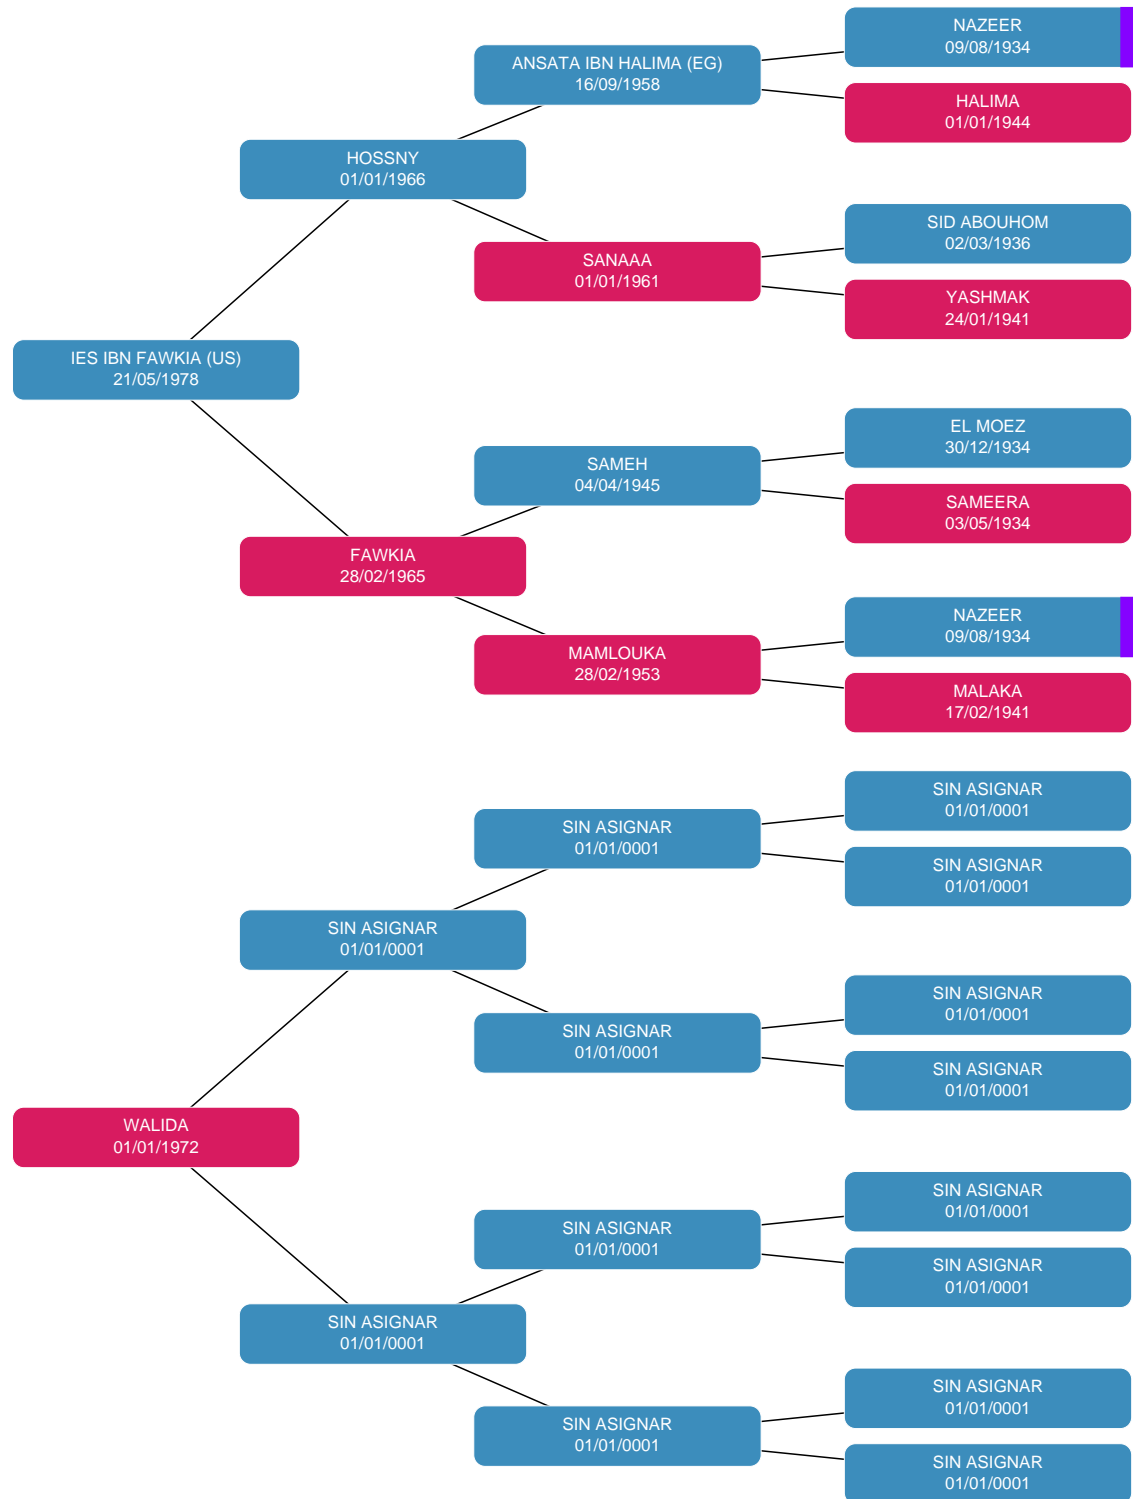 NAZEER
09/08/1934
ANSATA IBN HALIMA (EG)
16/09/1958
HALIMA
01/01/1944
HOSSNY
01/01/1966
SID ABOUHOM
02/03/1936
SANAAA
01/01/1961
YASHMAK
24/01/1941
IES IBN FAWKIA (US)
21/05/1978
EL MOEZ
30/12/1934
SAMEH
04/04/1945
SAMEERA
03/05/1934
FAWKIA
28/02/1965
NAZEER
09/08/1934
MAMLOUKA
28/02/1953
MALAKA
17/02/1941
SIN ASIGNAR
01/01/0001
SIN ASIGNAR
01/01/0001
SIN ASIGNAR
01/01/0001
SIN ASIGNAR
01/01/0001
SIN ASIGNAR
01/01/0001
SIN ASIGNAR
01/01/0001
SIN ASIGNAR
01/01/0001
WALIDA
01/01/1972
SIN ASIGNAR
01/01/0001
SIN ASIGNAR
01/01/0001
SIN ASIGNAR
01/01/0001
SIN ASIGNAR
01/01/0001
SIN ASIGNAR
01/01/0001
SIN ASIGNAR
01/01/0001
SIN ASIGNAR
01/01/0001